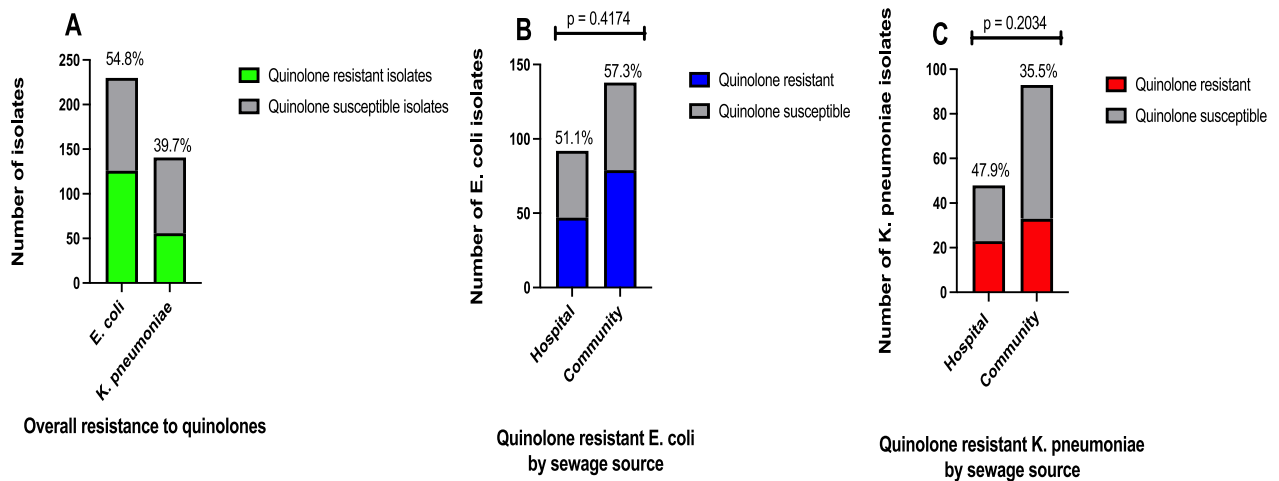 A
Number of isolates
250
200
150
100
50
0
54.8%
39.7%
E. coli
K. pneumoniae
Quinolone resistant isolates
Quinolone susceptible isolates
Overall resistance to quinolones
B
p = 0.4174
Number of E. coli isolates
150
100
50
0
51.1%
57.3%
Hospital
Community
Quinolone resistant
Quinolone susceptible
Quinolone resistant E. coli
by sewage source
C
p = 0.2034
Number of K. pneumoniae isolates
100
80
60
40
20
0
47.9%
35.5%
Hospital
Community
Quinolone resistant
Quinolone susceptible
Quinolone resistant K. pneumoniae
by sewage source